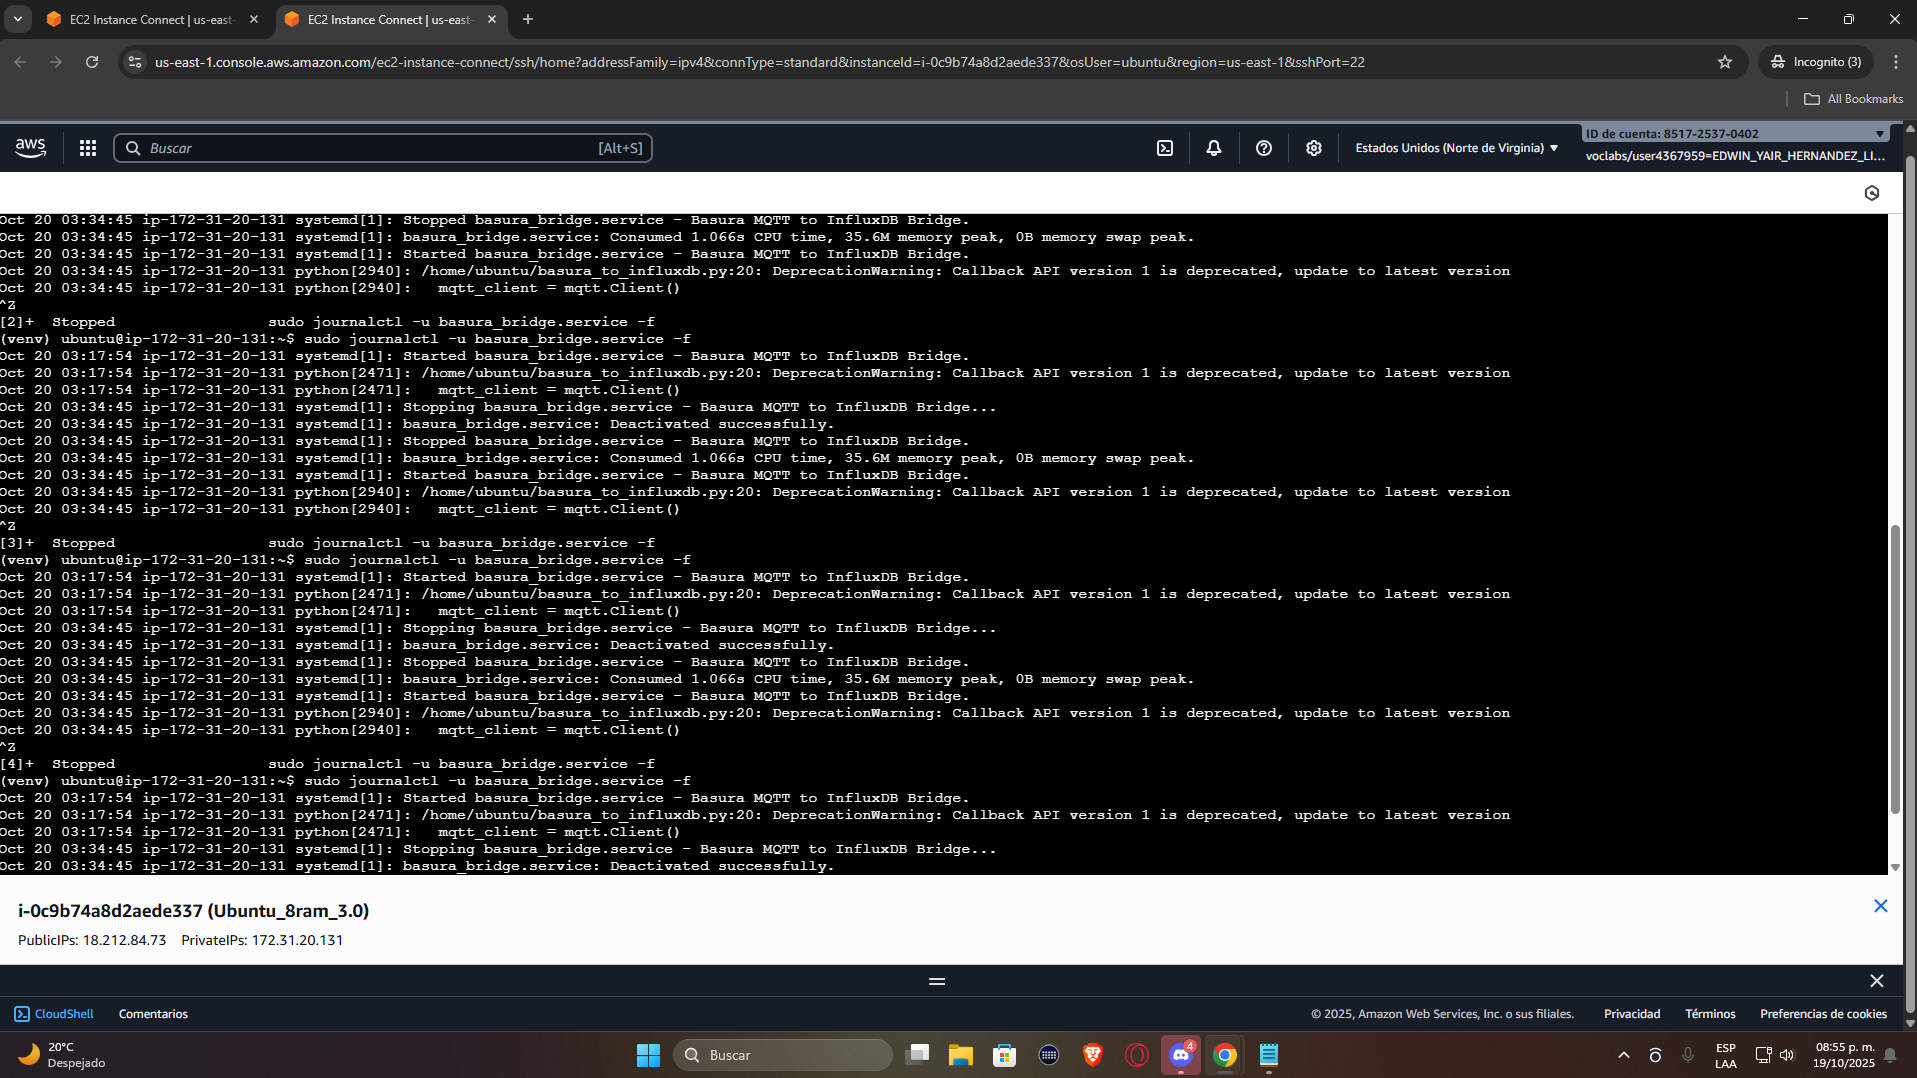 EC2 Instance Connect | us-east-
EC2 Instance Connect | us-east-
us-east-1.console.aws.amazon.com/ec2-instance-connect/ssh/home?addressFamily=ipv4&connType=standard&instanceId=i-0c9b74a8d2aede337&osUser=ubuntu&region=us-east-1&sshPort=22
Incognito (3)
All Bookmarks
aws
Buscar
[Alt+S]
Estados Unidos (Norte de Virginia)
ID de cuenta: 8517-2537-0402
voclabs/user4367959=EDWIN_YAIR_HERNANDEZ_LI...
Oct 20 03:34:45 ip-172-31-20-131 systemd[1]: Stopped basura_bridge.service - Basura MQTT to InfluxDB Bridge.
Oct 20 03:34:45 ip-172-31-20-131 systemd[1]: basura_bridge.service: Consumed 1.066s CPU time, 35.6M memory peak, 0B memory swap peak.
Oct 20 03:34:45 ip-172-31-20-131 systemd[1]: Started basura_bridge.service - Basura MQTT to InfluxDB Bridge.
Oct 20 03:34:45 ip-172-31-20-131 python[2940]: /home/ubuntu/basura_to_influxdb.py:20: DeprecationWarning: Callback API version 1 is deprecated, update to latest version
Oct 20 03:34:45 ip-172-31-20-131 python[2940]:   mqtt_client = mqtt.Client()
^Z
[2]+  Stopped                 sudo journalctl -u basura_bridge.service -f
(venv) ubuntu@ip-172-31-20-131:~$ sudo journalctl -u basura_bridge.service -f
Oct 20 03:17:54 ip-172-31-20-131 systemd[1]: Started basura_bridge.service - Basura MQTT to InfluxDB Bridge.
Oct 20 03:17:54 ip-172-31-20-131 python[2471]: /home/ubuntu/basura_to_influxdb.py:20: DeprecationWarning: Callback API version 1 is deprecated, update to latest version
Oct 20 03:17:54 ip-172-31-20-131 python[2471]:   mqtt_client = mqtt.Client()
Oct 20 03:34:45 ip-172-31-20-131 systemd[1]: Stopping basura_bridge.service - Basura MQTT to InfluxDB Bridge...
Oct 20 03:34:45 ip-172-31-20-131 systemd[1]: basura_bridge.service: Deactivated successfully.
Oct 20 03:34:45 ip-172-31-20-131 systemd[1]: Stopped basura_bridge.service - Basura MQTT to InfluxDB Bridge.
Oct 20 03:34:45 ip-172-31-20-131 systemd[1]: basura_bridge.service: Consumed 1.066s CPU time, 35.6M memory peak, 0B memory swap peak.
Oct 20 03:34:45 ip-172-31-20-131 systemd[1]: Started basura_bridge.service - Basura MQTT to InfluxDB Bridge.
Oct 20 03:34:45 ip-172-31-20-131 python[2940]: /home/ubuntu/basura_to_influxdb.py:20: DeprecationWarning: Callback API version 1 is deprecated, update to latest version
Oct 20 03:34:45 ip-172-31-20-131 python[2940]:   mqtt_client = mqtt.Client()
^Z
[3]+  Stopped                 sudo journalctl -u basura_bridge.service -f
(venv) ubuntu@ip-172-31-20-131:~$ sudo journalctl -u basura_bridge.service -f
Oct 20 03:17:54 ip-172-31-20-131 systemd[1]: Started basura_bridge.service - Basura MQTT to InfluxDB Bridge.
Oct 20 03:17:54 ip-172-31-20-131 python[2471]: /home/ubuntu/basura_to_influxdb.py:20: DeprecationWarning: Callback API version 1 is deprecated, update to latest version
Oct 20 03:17:54 ip-172-31-20-131 python[2471]:   mqtt_client = mqtt.Client()
Oct 20 03:34:45 ip-172-31-20-131 systemd[1]: Stopping basura_bridge.service - Basura MQTT to InfluxDB Bridge...
Oct 20 03:34:45 ip-172-31-20-131 systemd[1]: basura_bridge.service: Deactivated successfully.
Oct 20 03:34:45 ip-172-31-20-131 systemd[1]: Stopped basura_bridge.service - Basura MQTT to InfluxDB Bridge.
Oct 20 03:34:45 ip-172-31-20-131 systemd[1]: basura_bridge.service: Consumed 1.066s CPU time, 35.6M memory peak, 0B memory swap peak.
Oct 20 03:34:45 ip-172-31-20-131 systemd[1]: Started basura_bridge.service - Basura MQTT to InfluxDB Bridge.
Oct 20 03:34:45 ip-172-31-20-131 python[2940]: /home/ubuntu/basura_to_influxdb.py:20: DeprecationWarning: Callback API version 1 is deprecated, update to latest version
Oct 20 03:34:45 ip-172-31-20-131 python[2940]:   mqtt_client = mqtt.Client()
^Z
[4]+  Stopped                 sudo journalctl -u basura_bridge.service -f
(venv) ubuntu@ip-172-31-20-131:~$ sudo journalctl -u basura_bridge.service -f
Oct 20 03:17:54 ip-172-31-20-131 systemd[1]: Started basura_bridge.service - Basura MQTT to InfluxDB Bridge.
Oct 20 03:17:54 ip-172-31-20-131 python[2471]: /home/ubuntu/basura_to_influxdb.py:20: DeprecationWarning: Callback API version 1 is deprecated, update to latest version
Oct 20 03:17:54 ip-172-31-20-131 python[2471]:   mqtt_client = mqtt.Client()
Oct 20 03:34:45 ip-172-31-20-131 systemd[1]: Stopping basura_bridge.service - Basura MQTT to InfluxDB Bridge...
Oct 20 03:34:45 ip-172-31-20-131 systemd[1]: basura_bridge.service: Deactivated successfully.
i-0c9b74a8d2aede337 (Ubuntu_8ram_3.0)
PublicIPs: 18.212.84.73    PrivateIPs: 172.31.20.131
CloudShell
Comentarios
© 2025, Amazon Web Services, Inc. o sus filiales.
Privacidad
Términos
Preferencias de cookies
20°C
Despejado
Buscar
4
ESP
LAA
08:55 p. m.
19/10/2025